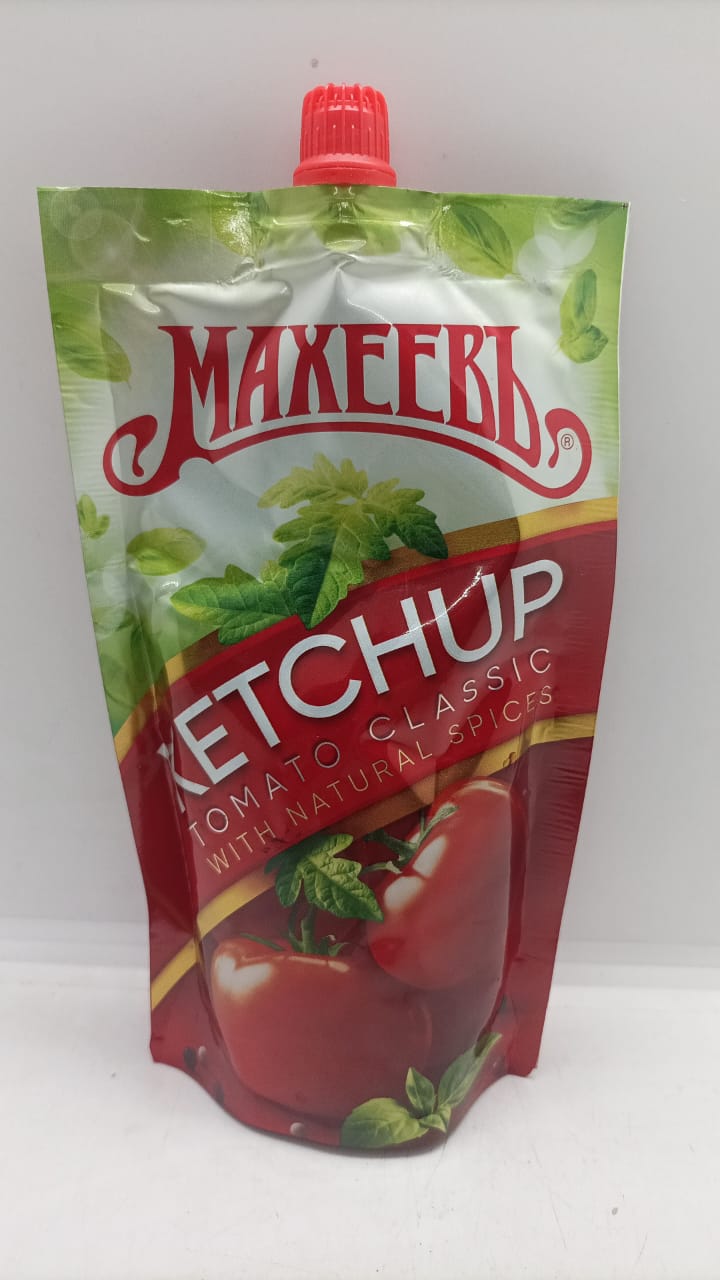 МАХЕЕВЪ
®
KETCHUP
TOMATO CLASSIC
WITH NATURAL SPICES